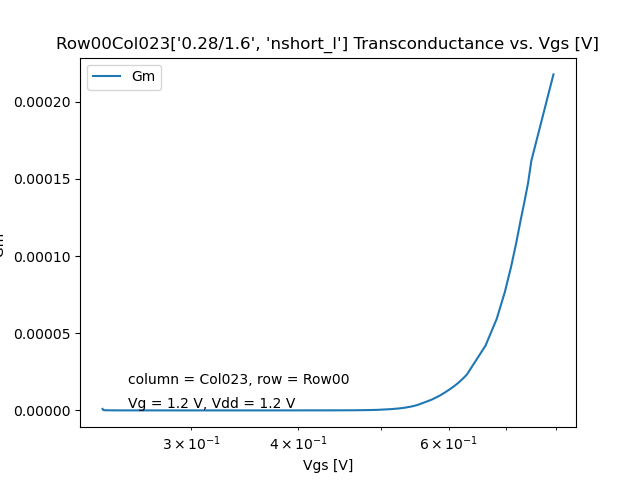 Row00Col023['0.28/1.6', 'nshort_l'] Transconductance vs. Vgs [V]
Gm
0.00020
0.00015
0.00010
0.00005
0.00000
column = Col023, row = Row00
Vg = 1.2 V, Vdd = 1.2 V
3 × 10⁻¹ 4 × 10⁻¹ 6 × 10⁻¹
Vgs [V]